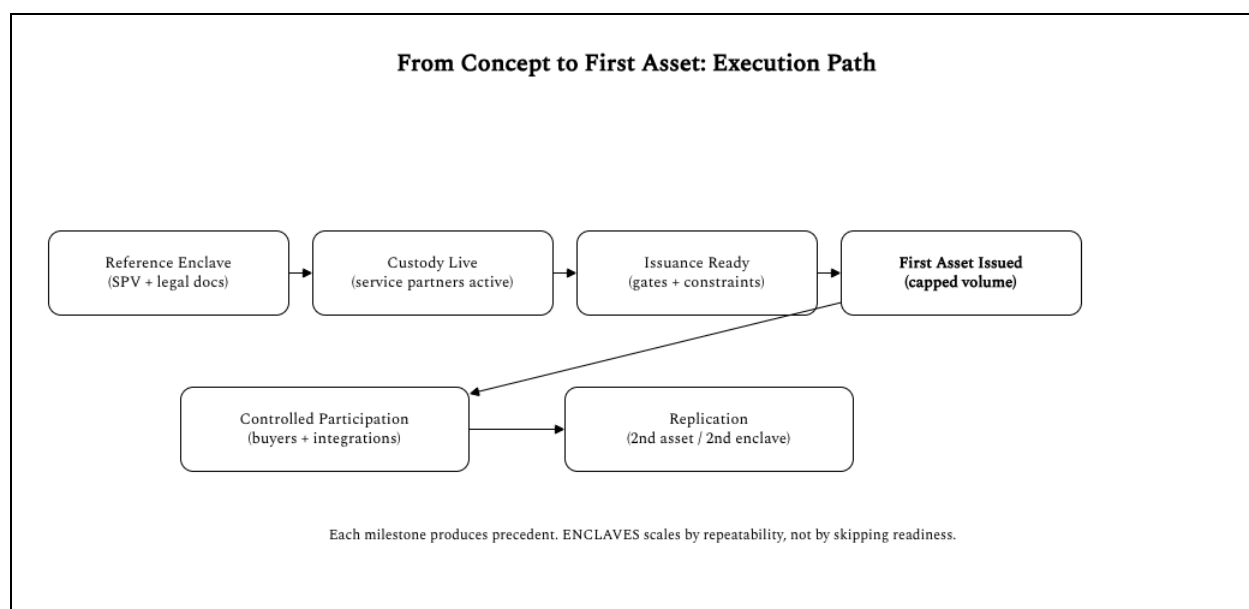 From Concept to First Asset: Execution Path
Reference Enclave
(SPV + legal docs)
Custody Live
(service partners active)
Issuance Ready
(gates + constraints)
First Asset Issued
(capped volume)
Controlled Participation
(buyers + integrations)
Replication
(2nd asset / 2nd enclave)
Each milestone produces precedent. ENCLAVES scales by repeatability, not by skipping readiness.